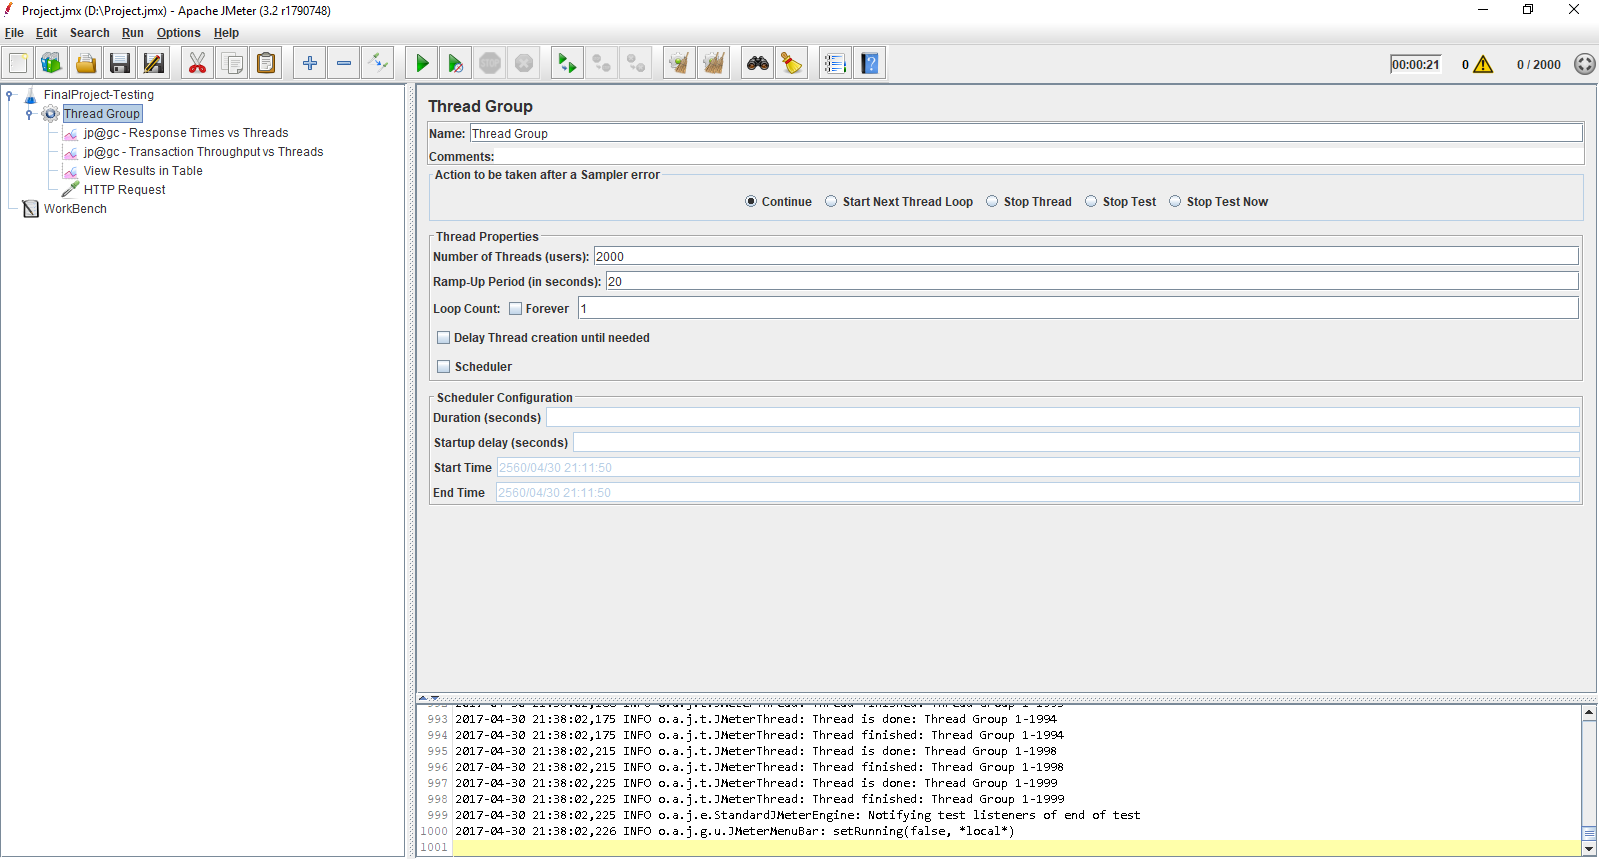 Project.jmx (D:\Project.jmx) - Apache JMeter (3.2 r1790748)
File Edit Search Run Options Help
STOP
00:00:21 0 0 / 2000
FinalProject-Testing
Thread Group
jp@gc - Response Times vs Threads
jp@gc - Transaction Throughput vs Threads
View Results in Table
HTTP Request
WorkBench
Thread Group
Name: Thread Group
Comments:
Action to be taken after a Sampler error
Continue Start Next Thread Loop Stop Thread Stop Test Stop Test Now
Thread Properties
Number of Threads (users): 2000
Ramp-Up Period (in seconds): 20
Loop Count: Forever 1
Delay Thread creation until needed
Scheduler
Scheduler Configuration
Duration (seconds)
Startup delay (seconds)
Start Time 2560/04/30 21:11:50
End Time 2560/04/30 21:11:50
993 2017-04-30 21:38:02,175 INFO o.a.j.t.JMeterThread: Thread is done: Thread Group 1-1994
994 2017-04-30 21:38:02,175 INFO o.a.j.t.JMeterThread: Thread finished: Thread Group 1-1994
995 2017-04-30 21:38:02,215 INFO o.a.j.t.JMeterThread: Thread is done: Thread Group 1-1998
996 2017-04-30 21:38:02,215 INFO o.a.j.t.JMeterThread: Thread finished: Thread Group 1-1998
997 2017-04-30 21:38:02,225 INFO o.a.j.t.JMeterThread: Thread is done: Thread Group 1-1999
998 2017-04-30 21:38:02,225 INFO o.a.j.t.JMeterThread: Thread finished: Thread Group 1-1999
999 2017-04-30 21:38:02,225 INFO o.a.j.e.StandardJMeterEngine: Notifying test listeners of end of test
1000 2017-04-30 21:38:02,226 INFO o.a.j.g.u.JMeterMenuBar: setRunning(false, *local*)
1001